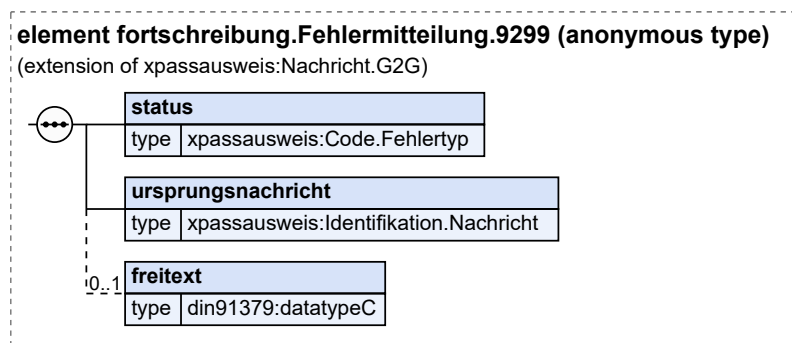 element fortschreibung.Fehlermitteilung.9299 (anonymous type)
(extension of xpassausweis:Nachricht.G2G)
status
type xpassausweis:Code.Fehlertyp
ursprungsnachricht
type xpassausweis:Identifikation.Nachricht
0..1 freitext
type din91379:datatypeC